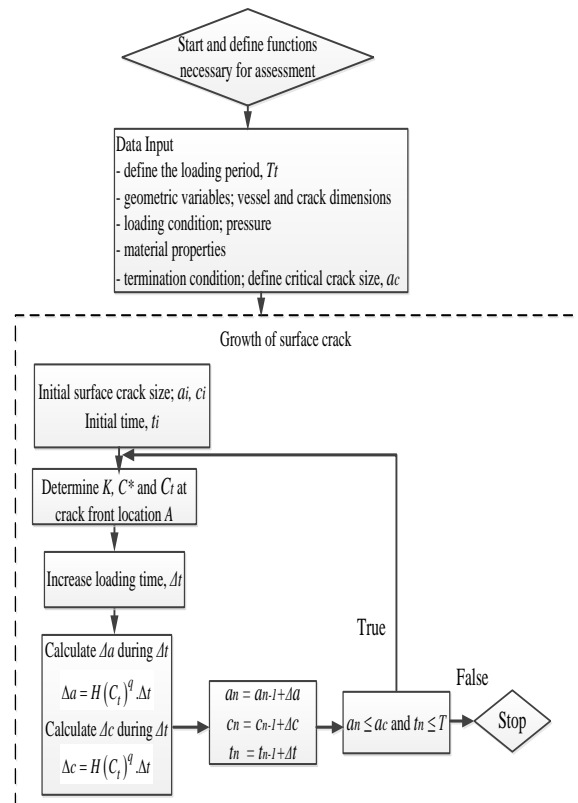 Start and define functions
necessary for assessment
Data Input
- define the loading period, Tt
- geometric variables; vessel and crack dimensions
- loading condition; pressure
- material properties
- termination condition; define critical crack size, ac
Growth of surface crack
Initial surface crack size; ai, ci
Initial time, ti
Determine K, C* and Ct at
crack front location A
Increase loading time, Δt
Calculate Δa during Δt
Δa = H(C_t)^q .Δt
Calculate Δc during Δt
Δc = H(C_t)^q .Δt
an = an-1+Δa
cn = cn-1+Δc
tn = tn-1+Δt
an ≤ ac and tn ≤ T
True
False
Stop